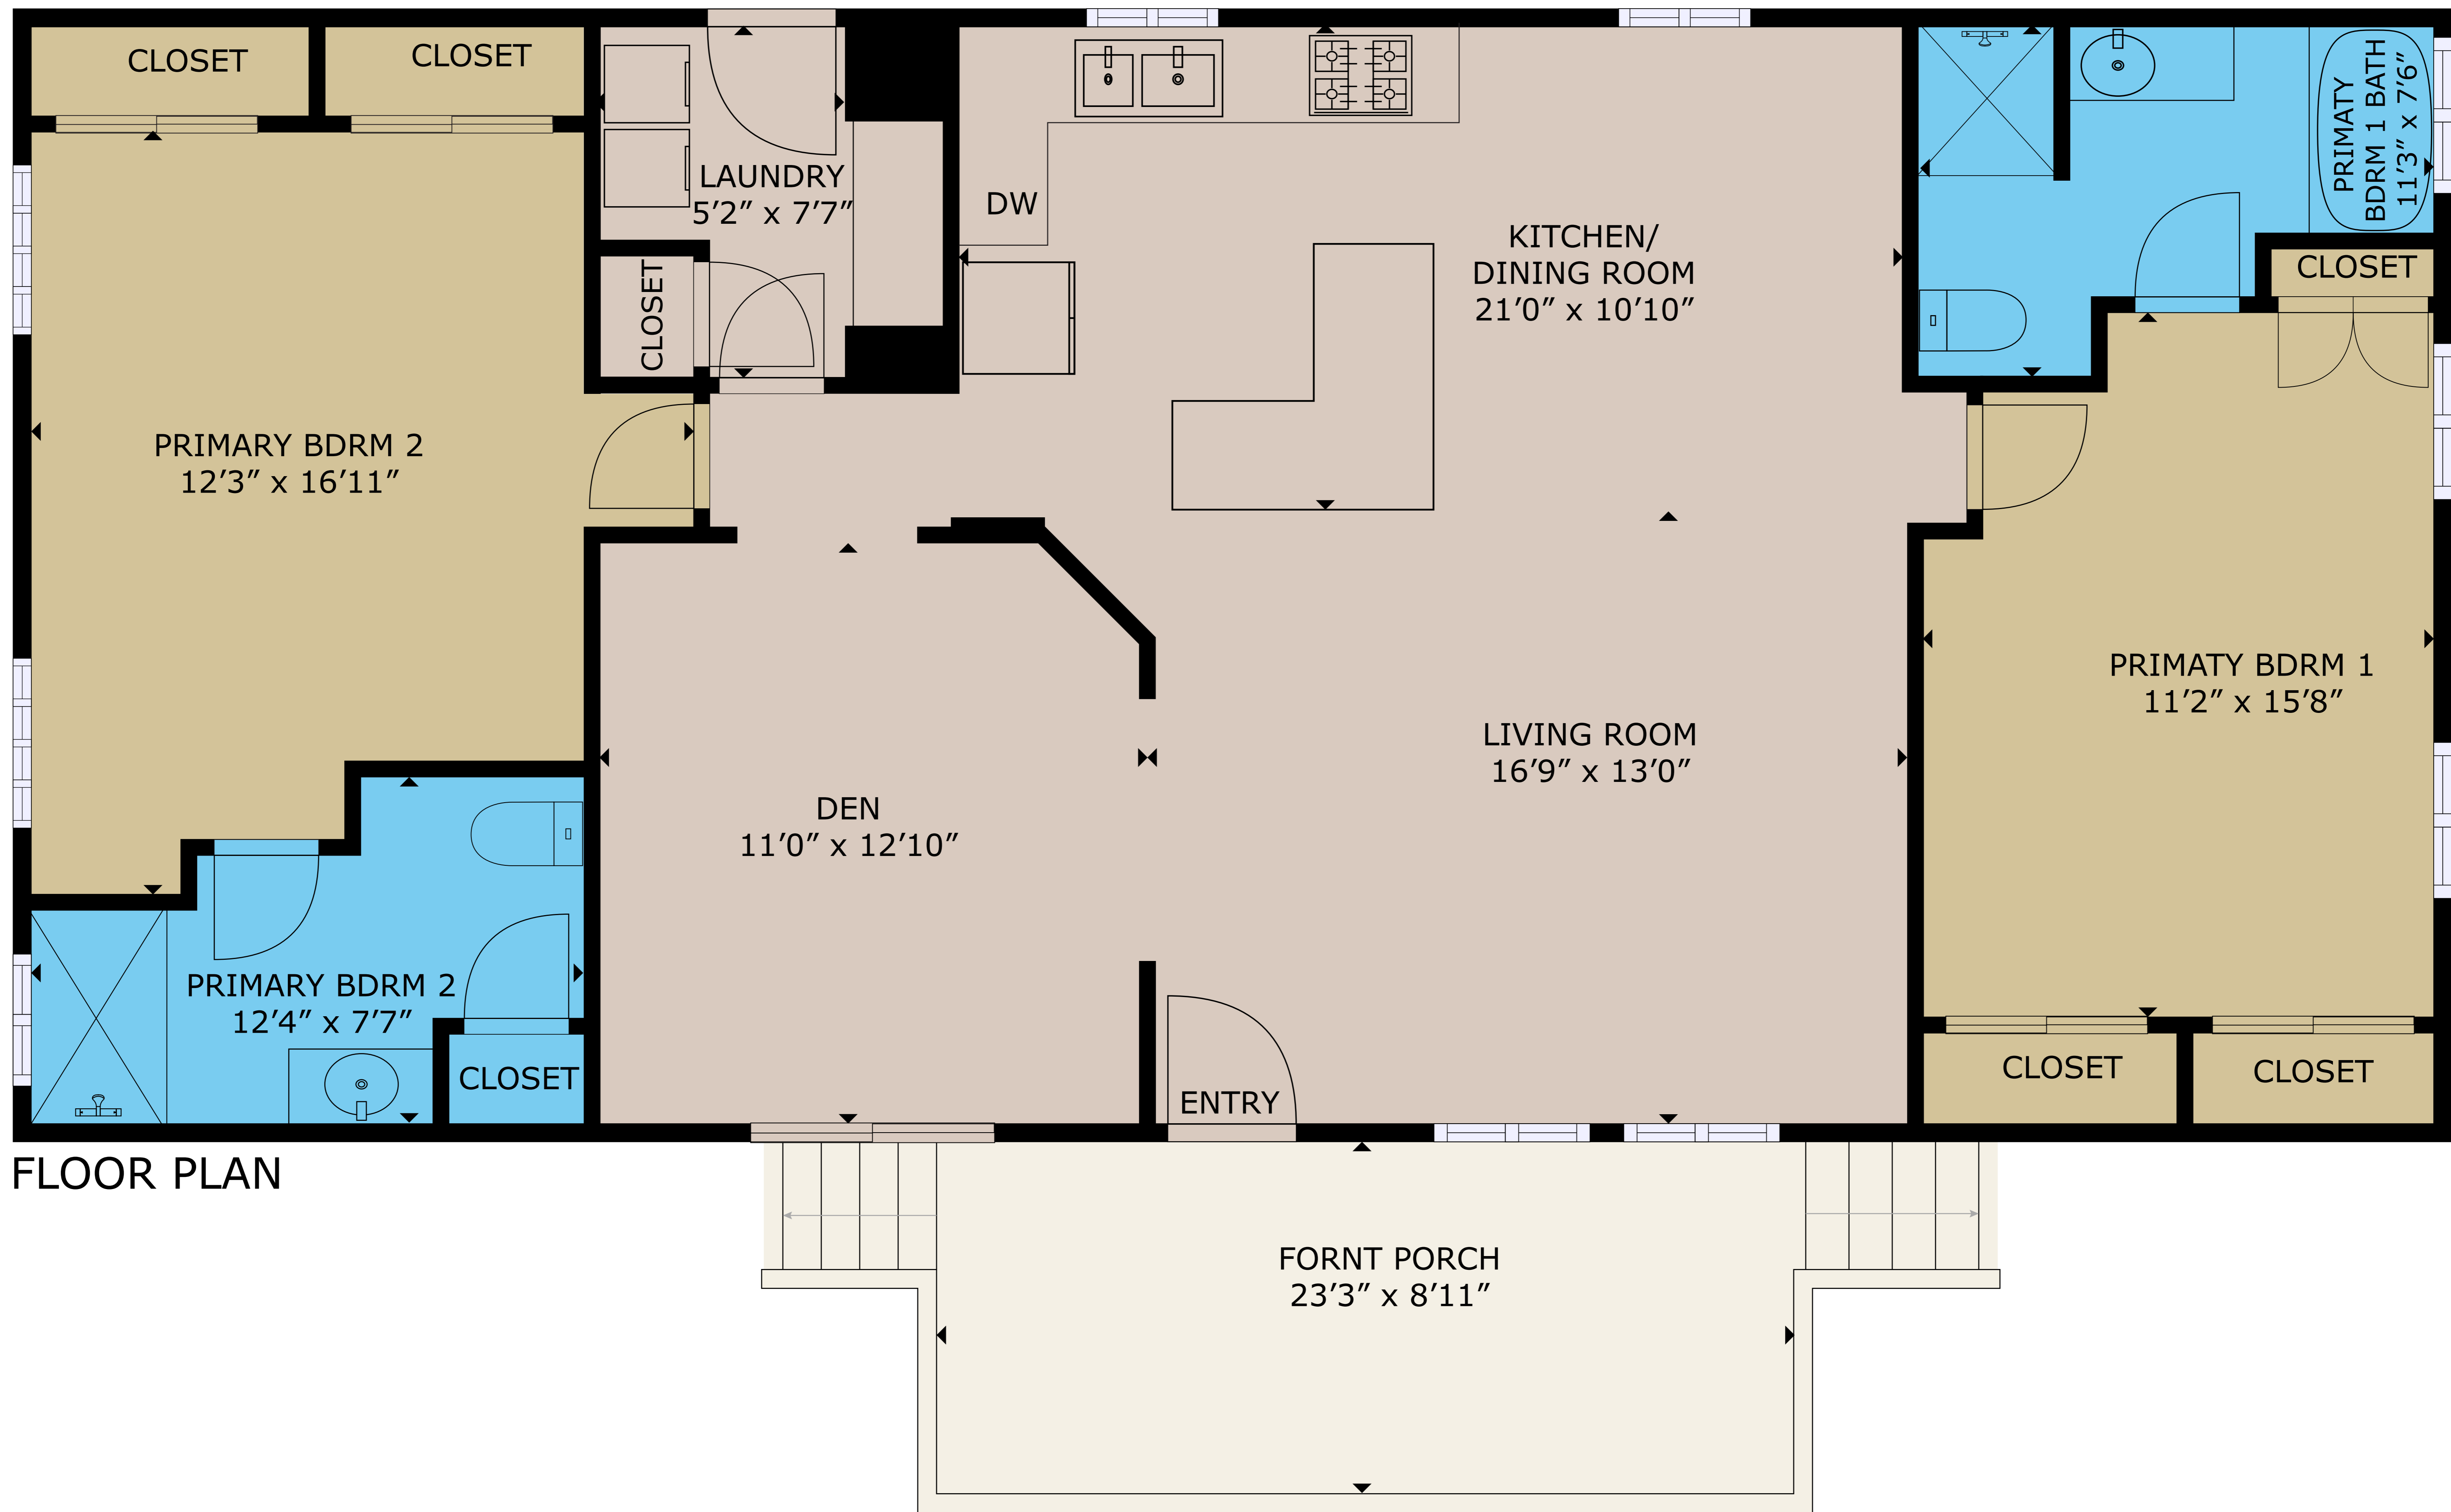 CLOSET
CLOSET
LAUNDRY
5’2” x 7’7”
CLOSET
DW
KITCHEN/
DINING ROOM
21’0” x 10’10”
PRIMATY
BDRM 1 BATH
11’3” x 7’6”
CLOSET
PRIMARY BDRM 2
12’3” x 16’11”
PRIMATY BDRM 1
11’2” x 15’8”
LIVING ROOM
16’9” x 13’0”
DEN
11’0” x 12’10”
PRIMARY BDRM 2
12’4” x 7’7”
CLOSET
ENTRY
CLOSET
CLOSET
FLOOR PLAN
FORNT PORCH
23’3” x 8’11”